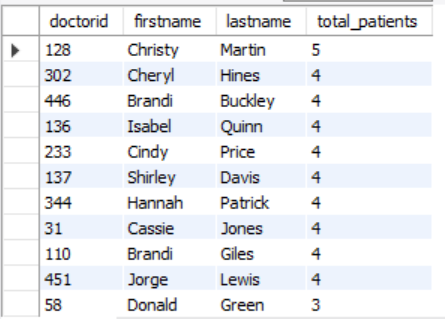 doctorid firstname lastname total_patients
128 Christy Martin 5
302 Cheryl Hines 4
446 Brandi Buckley 4
136 Isabel Quinn 4
233 Cindy Price 4
137 Shirley Davis 4
344 Hannah Patrick 4
31 Cassie Jones 4
110 Brandi Giles 4
451 Jorge Lewis 4
58 Donald Green 3